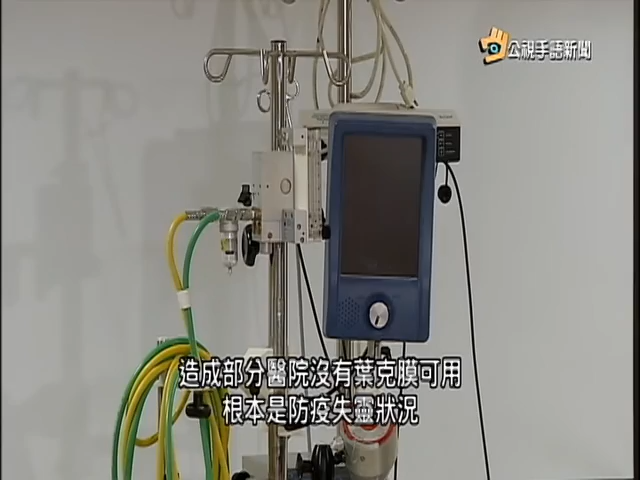 公視手語新聞
造成部分醫院沒有葉克膜可用
根本是防疫失靈狀況